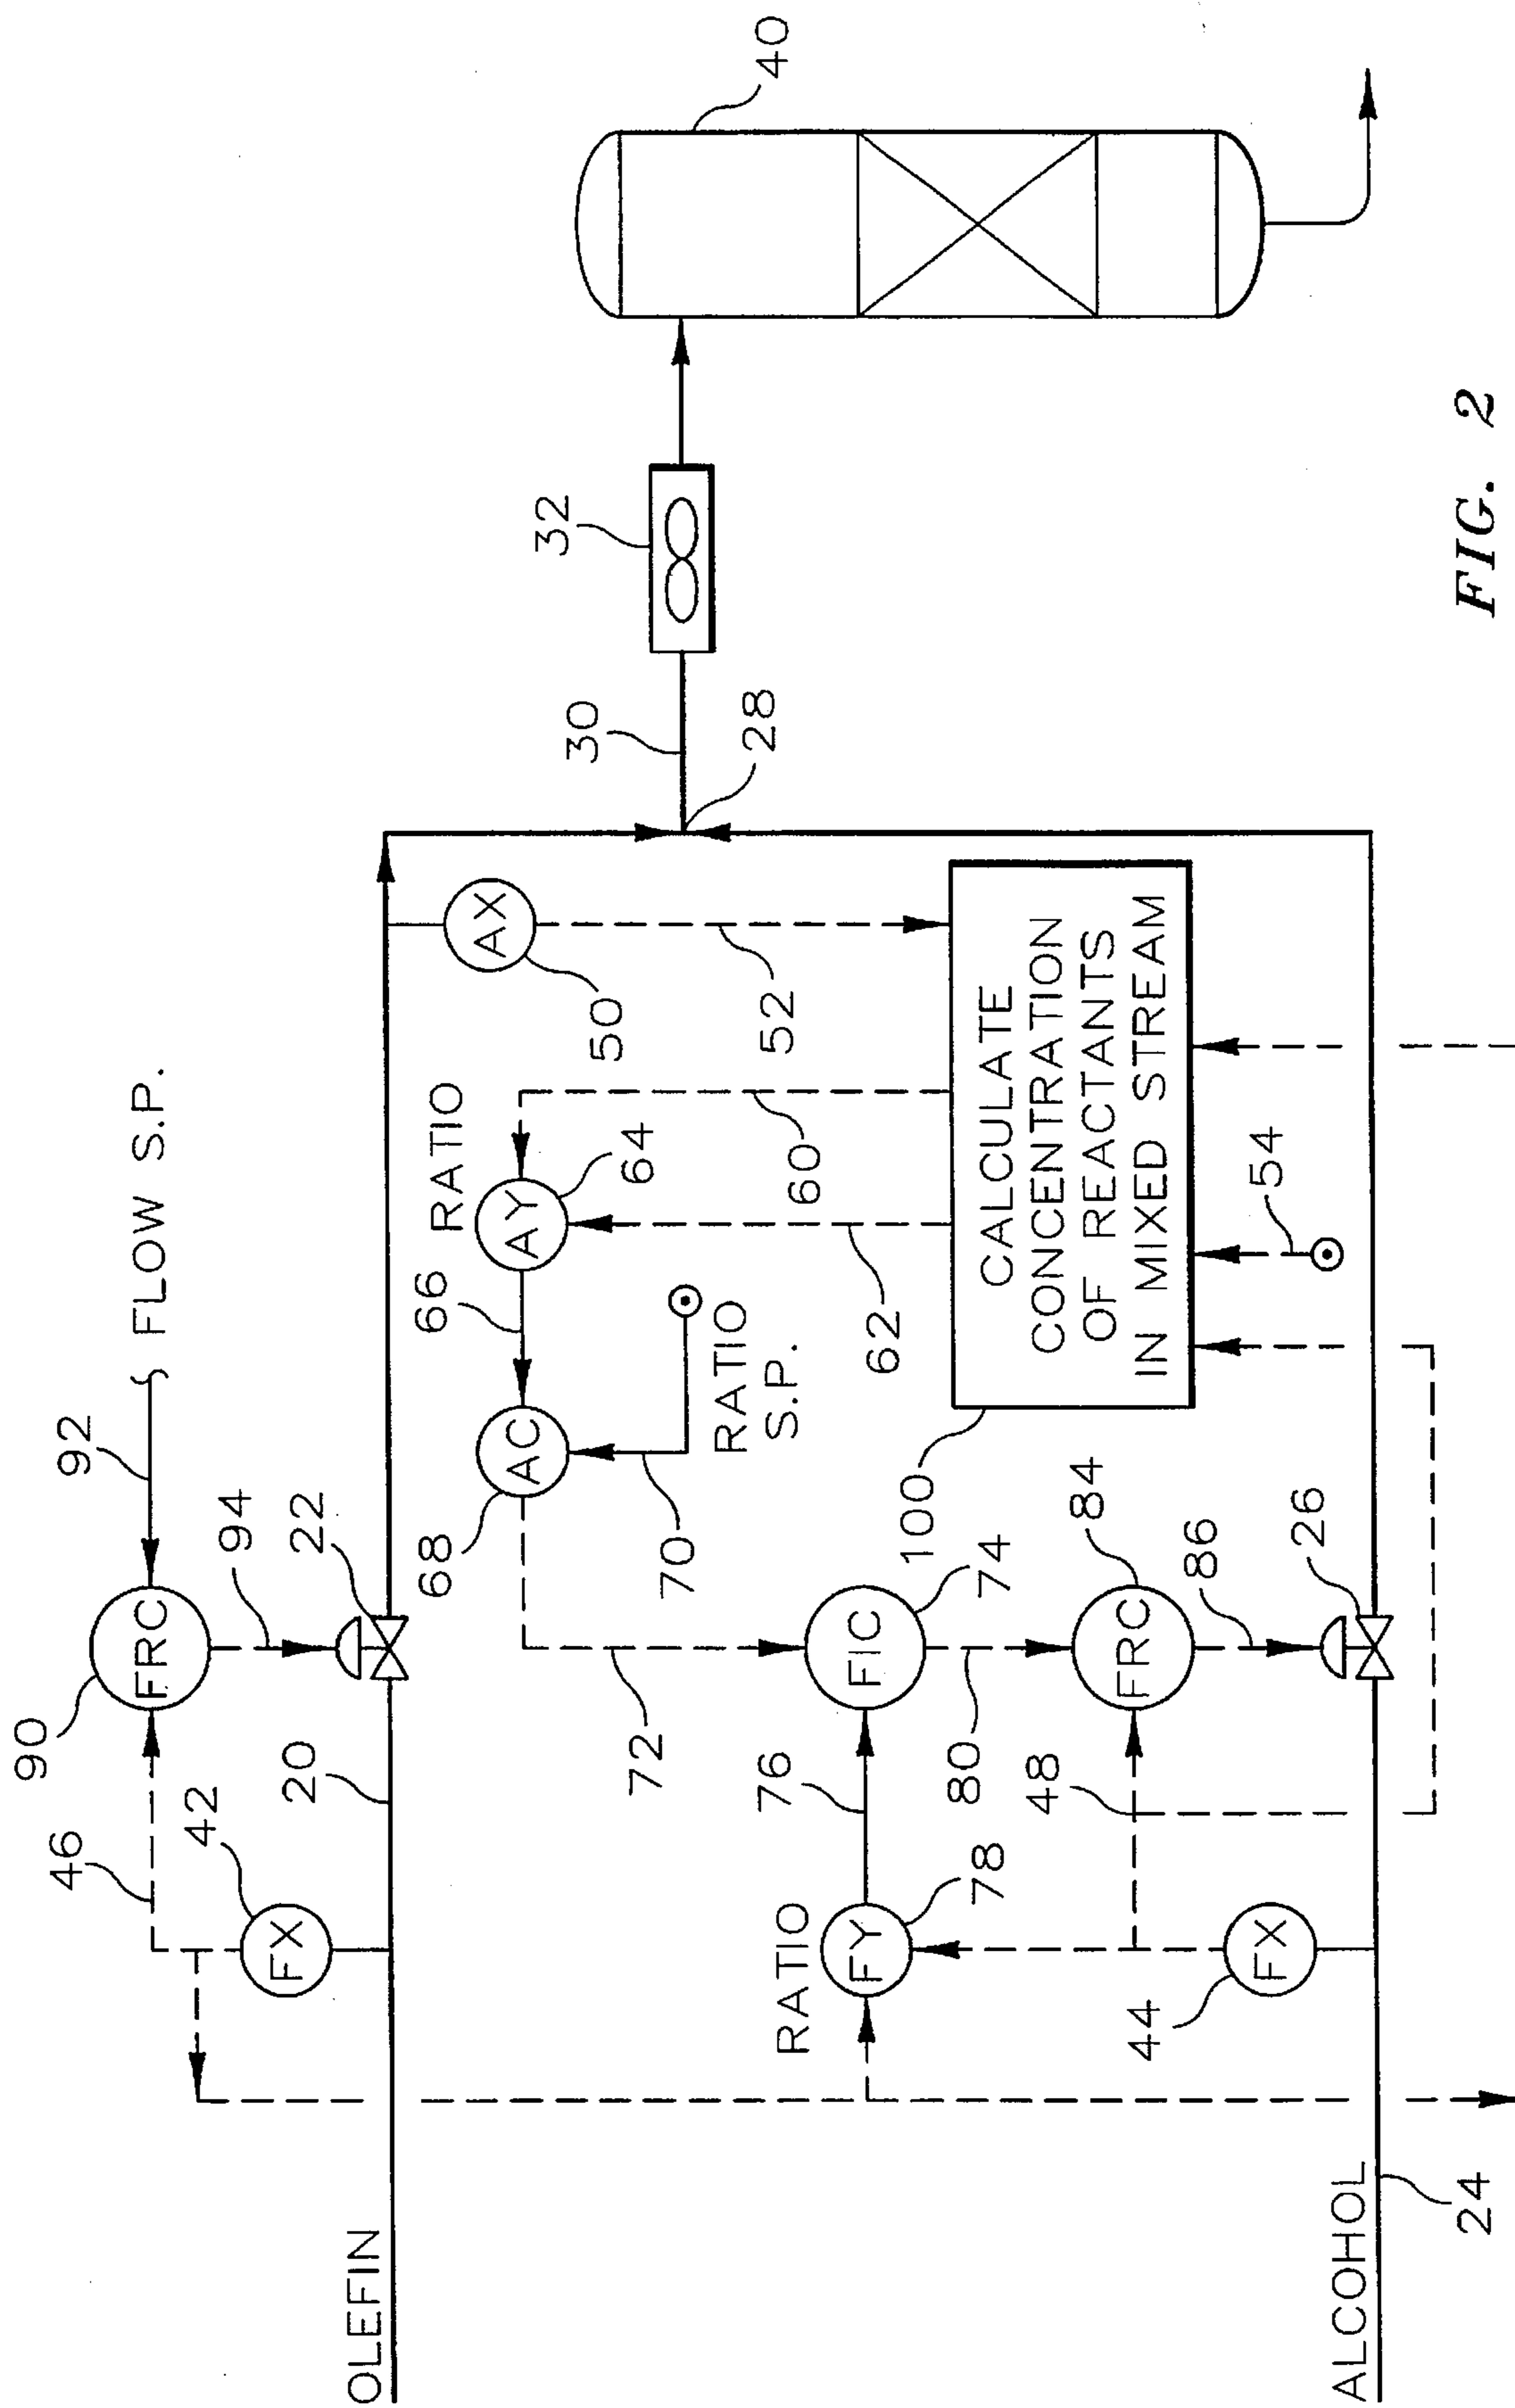 92
FLOW S.P.
90
FRC
46
94
42
22
FX
20
OLEFIN
RATIO
66
64
AY
AX
50
68
AC
52
70
RATIO
S.P.
60
62
72
76
FIC
74
RATIO
FY
78
80
48
FRC
84
86
44
FX
26
ALCOHOL
24
100
CALCULATE
CONCENTRATION
OF REACTANTS
IN MIXED STREAM
54
30
28
32
40
FIG. 2